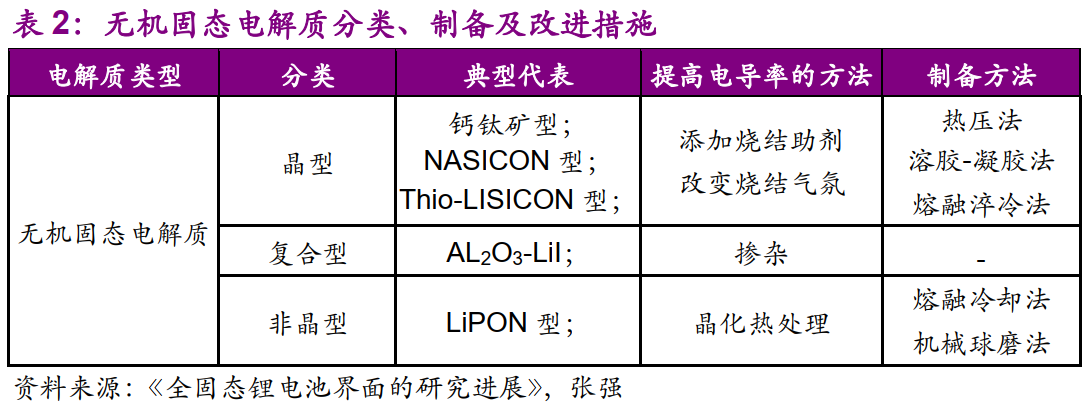 表 2：无机固态电解质分类、制备及改进措施
电解质类型 分类 典型代表 提高电导率的方法 制备方法
无机固态电解质
晶型
钙钛矿型；
NASICON 型；
Thio-LISICON 型；
添加烧结助剂
改变烧结气氛
热压法
溶胶-凝胶法
熔融淬冷法
复合型 AL₂O₃-LiI； 掺杂 -
非晶型 LiPON 型； 晶化热处理
熔融冷却法
机械球磨法
资料来源：《全固态锂电池界面的研究进展》，张强